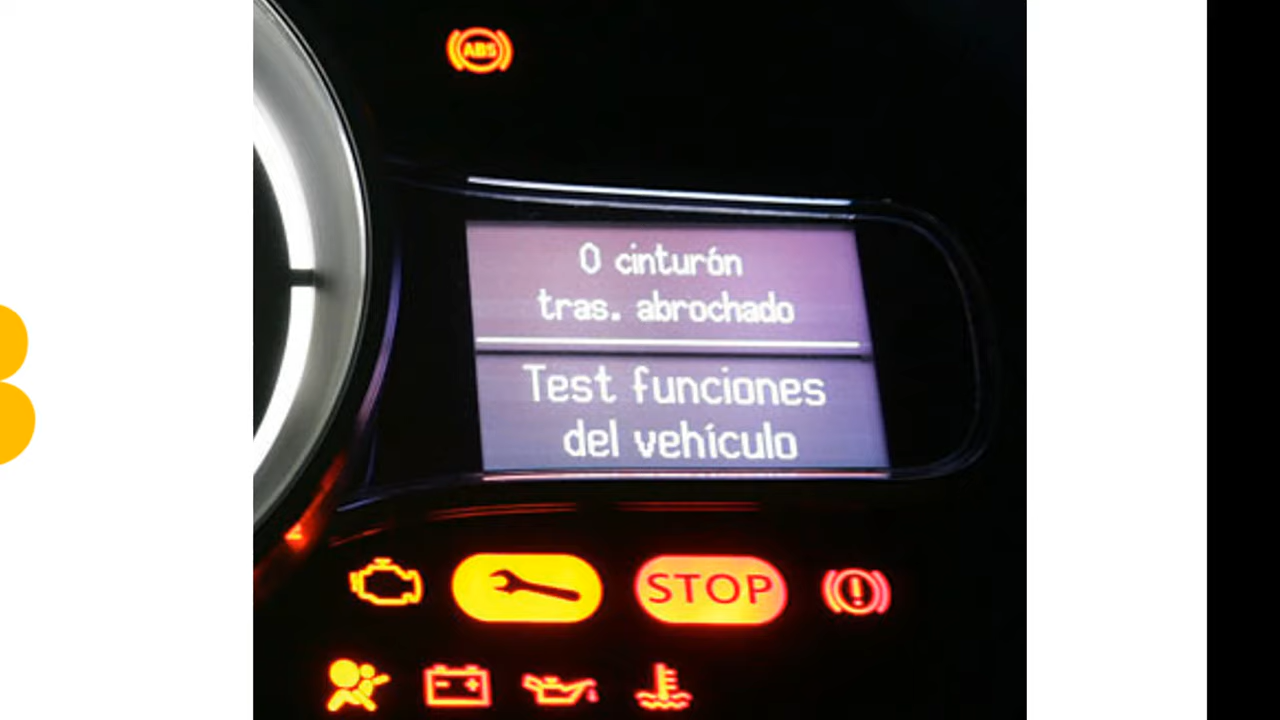 ABS
0 cinturón
tras. abrochado
Test funciones
del vehículo
STOP